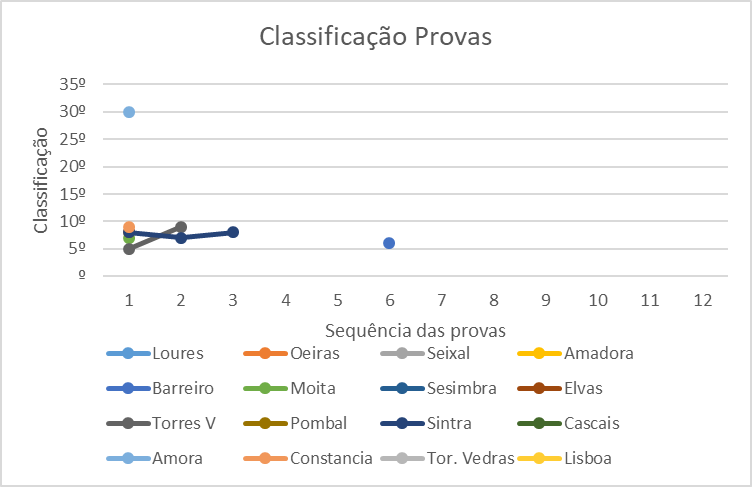 Classificação Provas
Classificação
35º
30º
25º
20º
15º
10º
5º
º
1 2 3 4 5 6 7 8 9 10 11 12
Sequência das provas
Loures Oeiras Seixal Amadora
Barreiro Moita Sesimbra Elvas
Torres V Pombal Sintra Cascais
Amora Constancia Tor. Vedras Lisboa